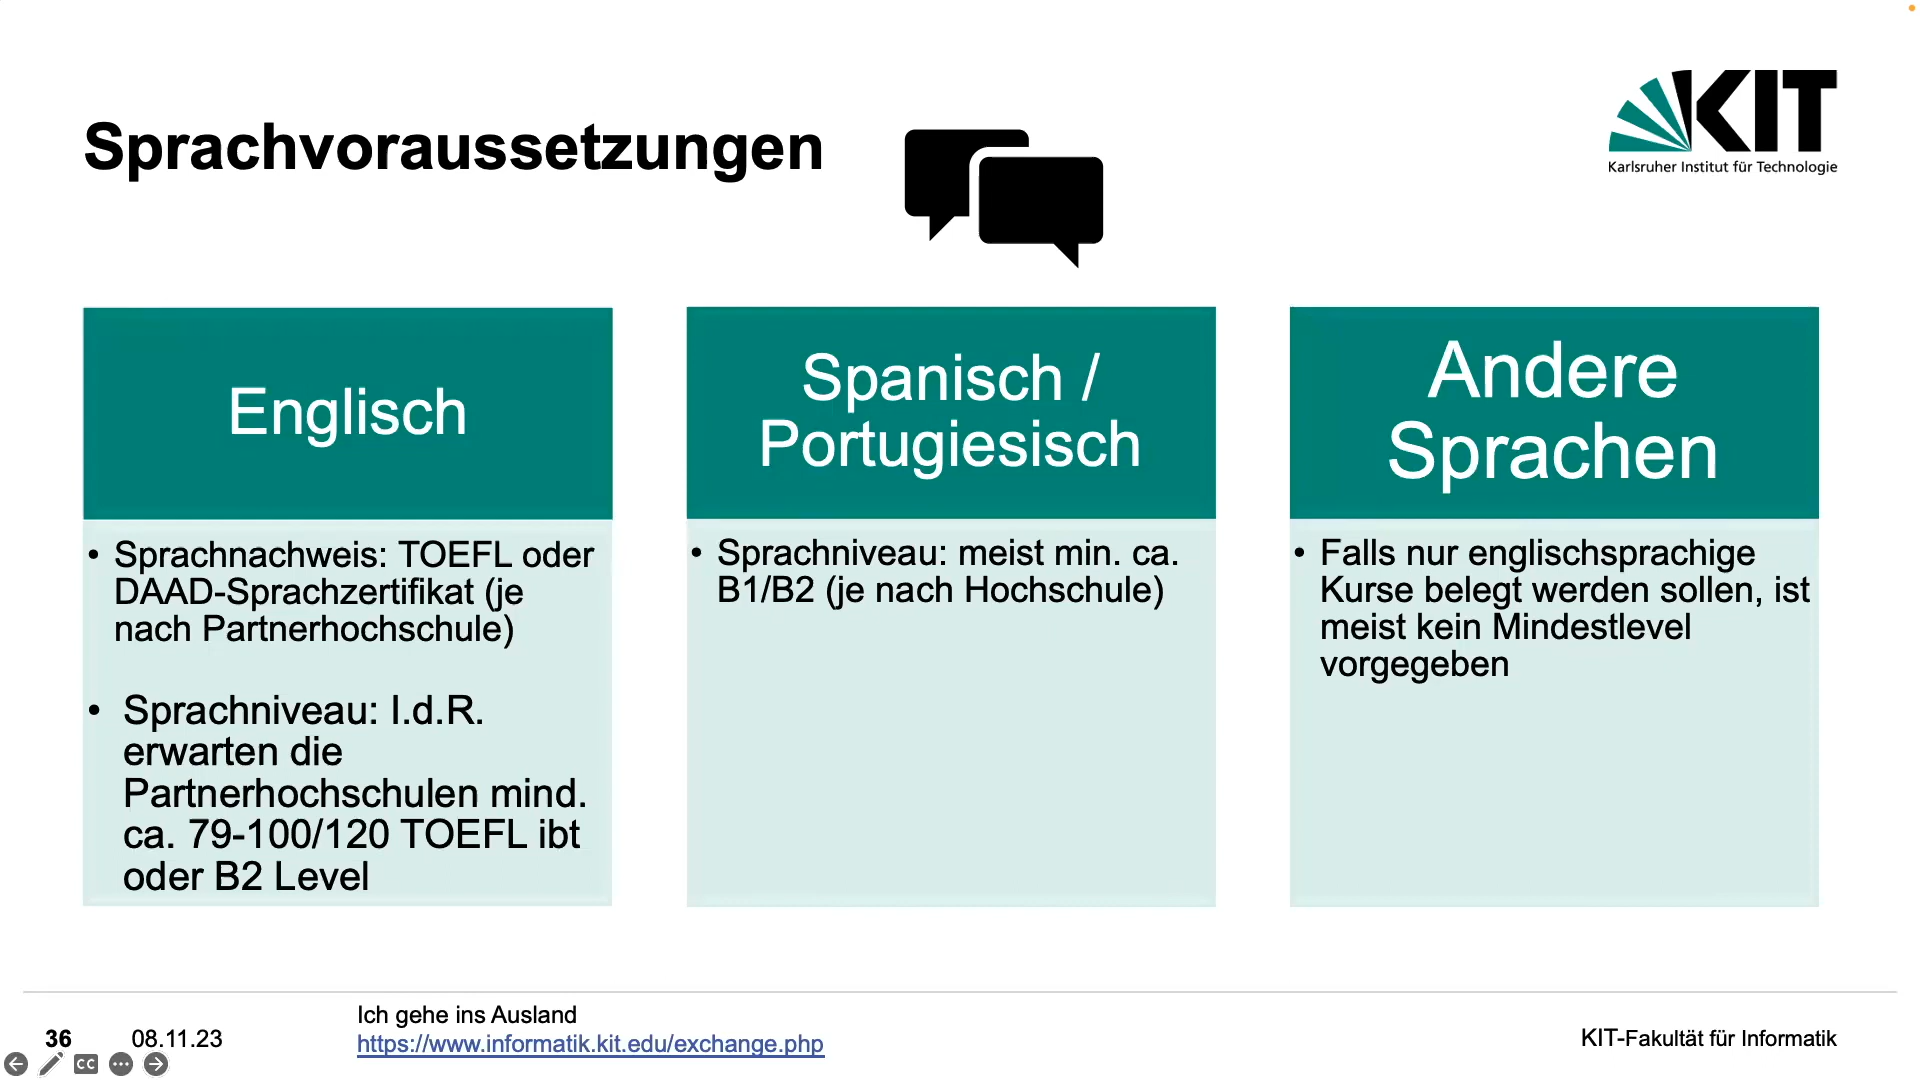 Sprachvoraussetzungen
KIT
Karlsruher Institut für Technologie
Englisch
• Sprachnachweis: TOEFL oder
DAAD-Sprachzertifikat (je
nach Partnerhochschule)
• Sprachniveau: I.d.R.
erwarten die
Partnerhochschulen mind.
ca. 79-100/120 TOEFL ibt
oder B2 Level
Spanisch /
Portugiesisch
• Sprachniveau: meist min. ca.
B1/B2 (je nach Hochschule)
Andere
Sprachen
• Falls nur englischsprachige
Kurse belegt werden sollen, ist
meist kein Mindestlevel
vorgegeben
36
08.11.23
Ich gehe ins Ausland
https://www.informatik.kit.edu/exchange.php
KIT-Fakultät für Informatik
CC